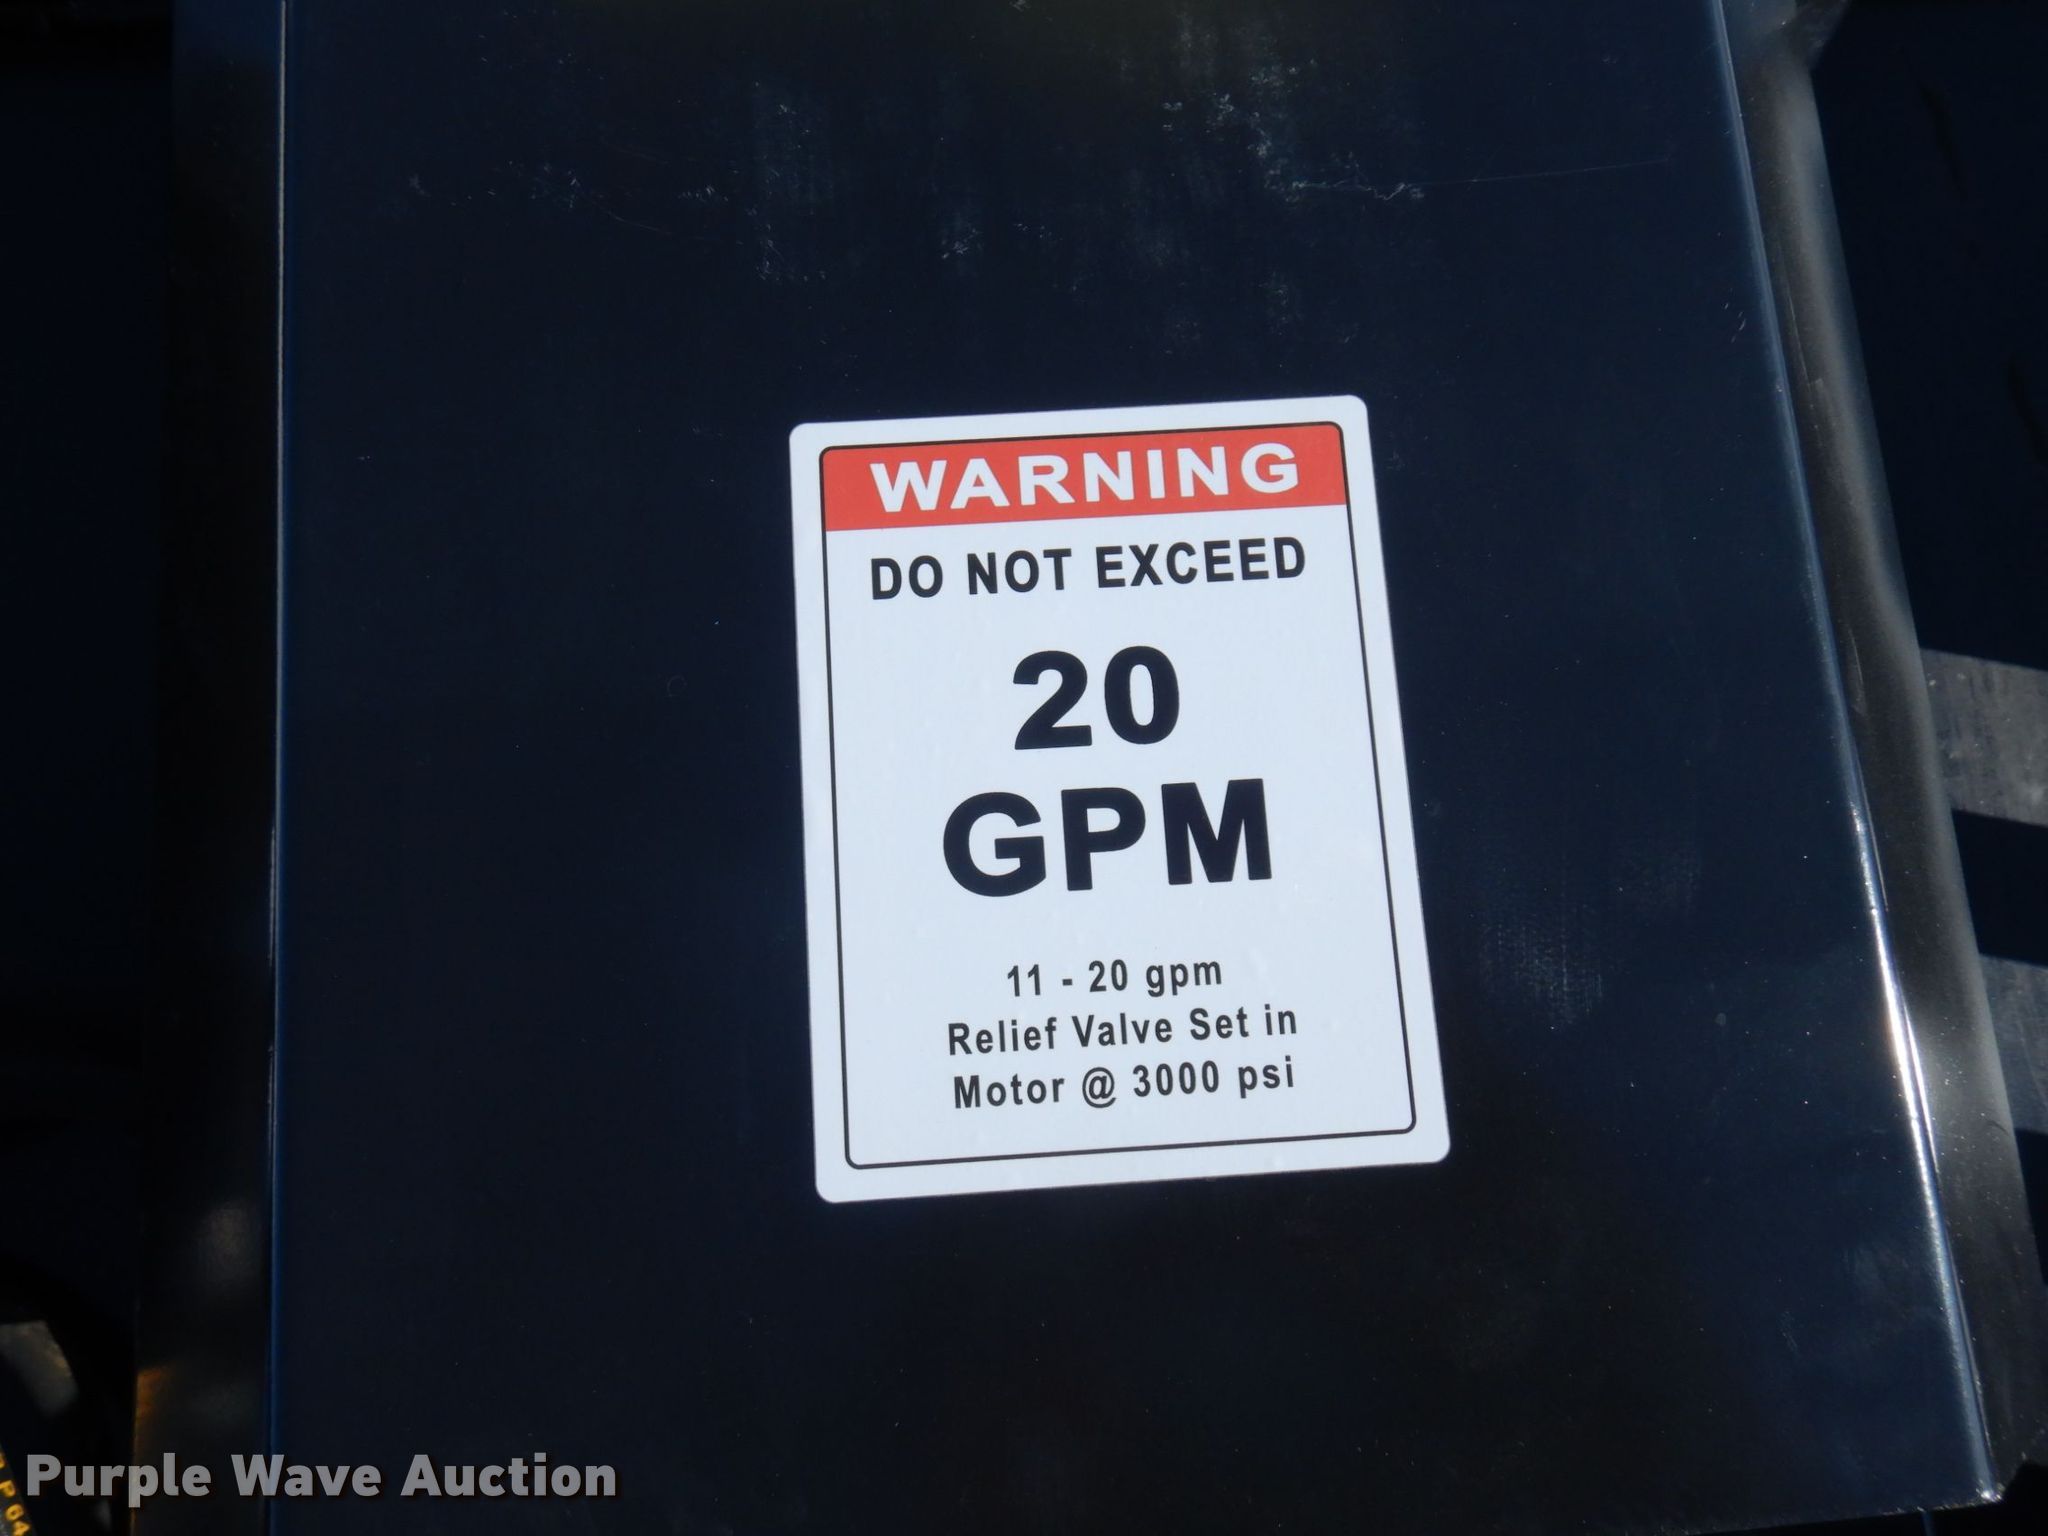 WARNING
DO NOT EXCEED
20
GPM
11 - 20 gpm
Relief Valve Set in
Motor @ 3000 psi
Purple Wave Auction